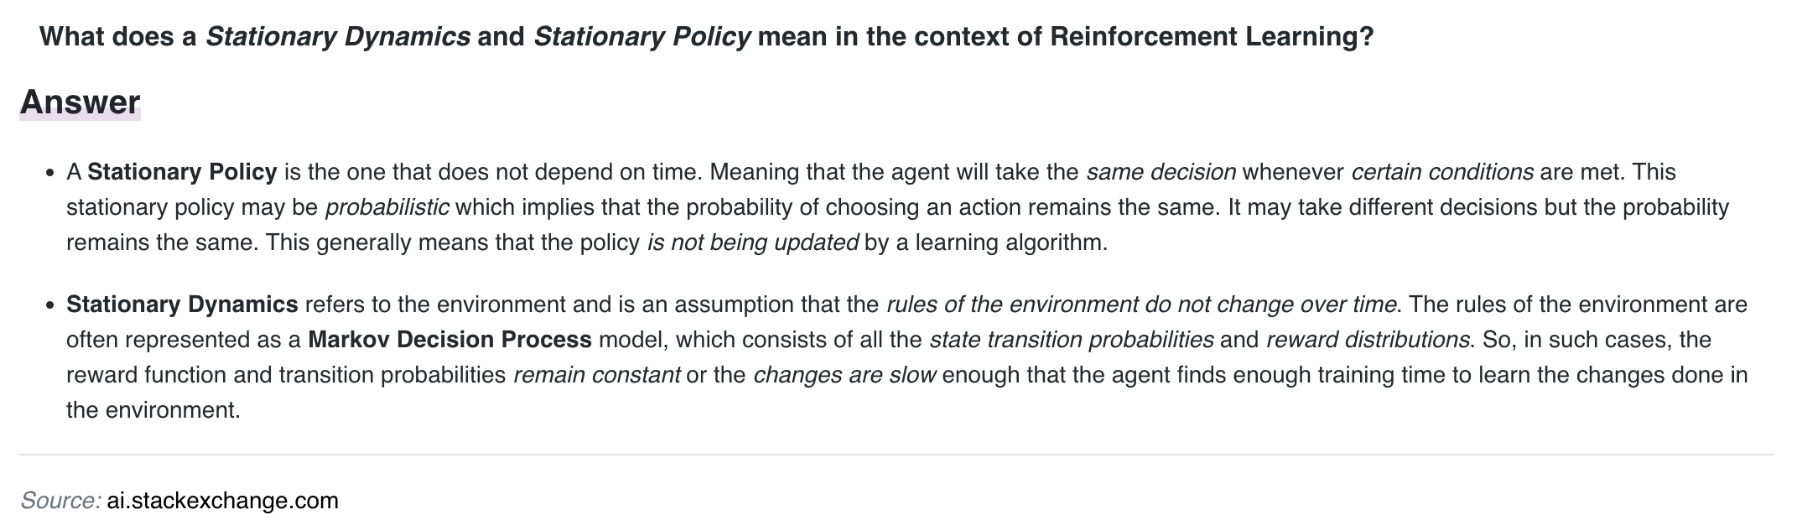 What does a Stationary Dynamics and Stationary Policy mean in the context of Reinforcement Learning?
Answer
• A Stationary Policy is the one that does not depend on time. Meaning that the agent will take the same decision whenever certain conditions are met. This
stationary policy may be probabilistic which implies that the probability of choosing an action remains the same. It may take different decisions but the probability
remains the same. This generally means that the policy is not being updated by a learning algorithm.
• Stationary Dynamics refers to the environment and is an assumption that the rules of the environment do not change over time. The rules of the environment are
often represented as a Markov Decision Process model, which consists of all the state transition probabilities and reward distributions. So, in such cases, the
reward function and transition probabilities remain constant or the changes are slow enough that the agent finds enough training time to learn the changes done in
the environment.
Source: ai.stackexchange.com